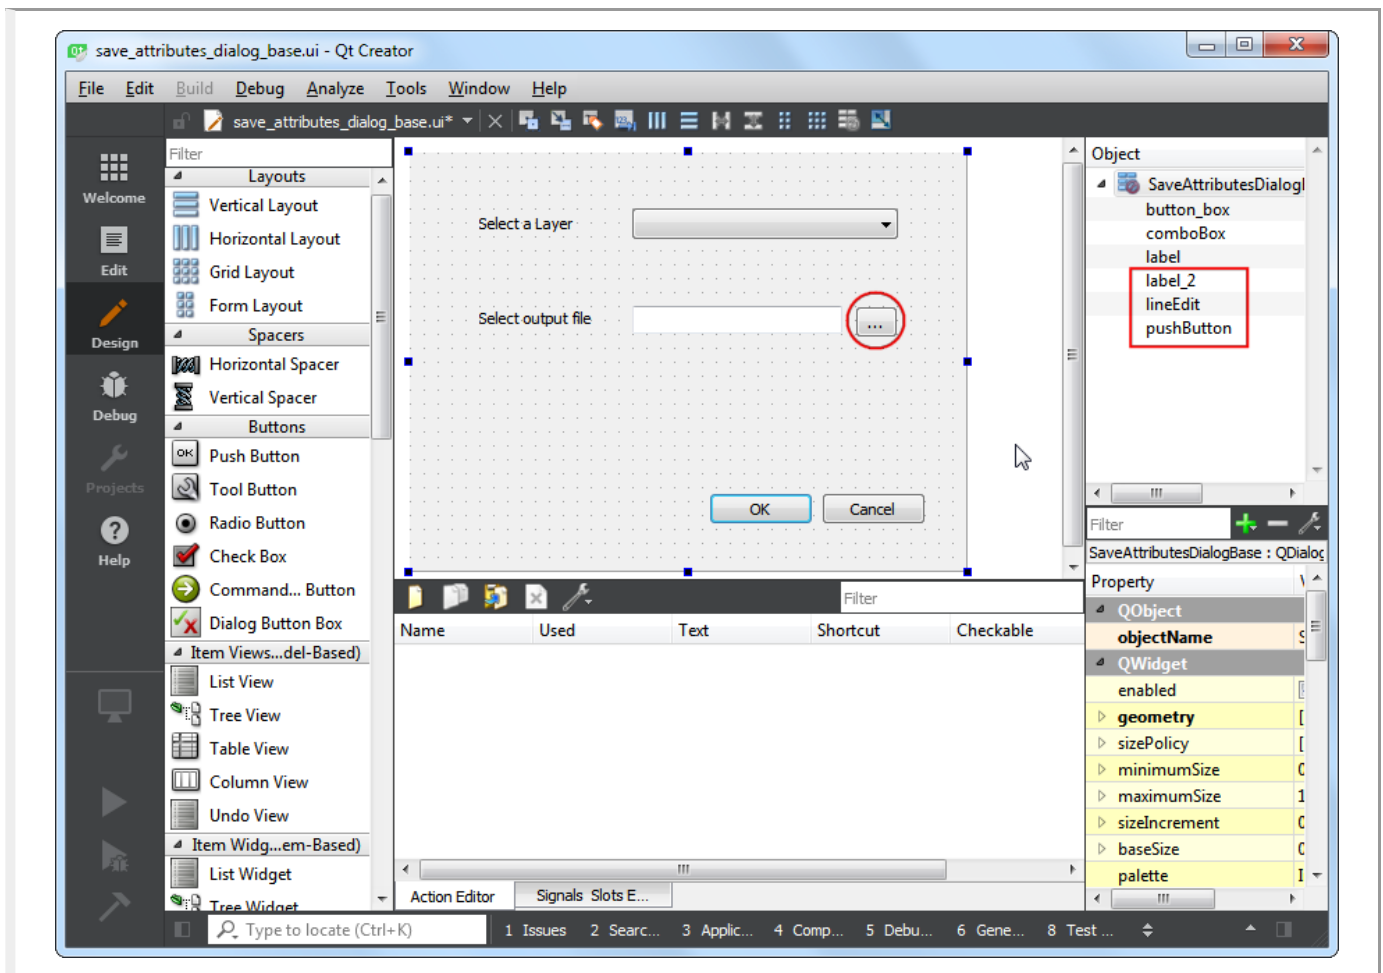 save_attributes_dialog_base.ui - Qt Creator
File Edit Build Debug Analyze Tools Window Help
save_attributes_dialog_base.ui*
Welcome
Edit
Design
Debug
Projects
Help
Filter
Layouts
Vertical Layout
Horizontal Layout
Grid Layout
Form Layout
Spacers
Horizontal Spacer
Vertical Spacer
Buttons
Push Button
Tool Button
Radio Button
Check Box
Command... Button
Dialog Button Box
Item Views...del-Based)
List View
Tree View
Table View
Column View
Undo View
Item Widg...em-Based)
List Widget
Tree Widget
Select a Layer
Select output file
...
OK Cancel
Filter
Name Used Text Shortcut Checkable
Action Editor Signals Slots E...
Object
SaveAttributesDialog
button_box
comboBox
label
label_2
lineEdit
pushButton
Filter
SaveAttributesDialogBase : QDialog
Property
QObject
objectName S
QWidget
enabled
geometry [
sizePolicy [
minimumSize 0
maximumSize 1
sizeIncrement 0
baseSize 0
palette I
Type to locate (Ctrl+K) 1 Issues 2 Searc... 3 Applic... 4 Comp... 5 Debu... 6 Gene... 8 Test ...